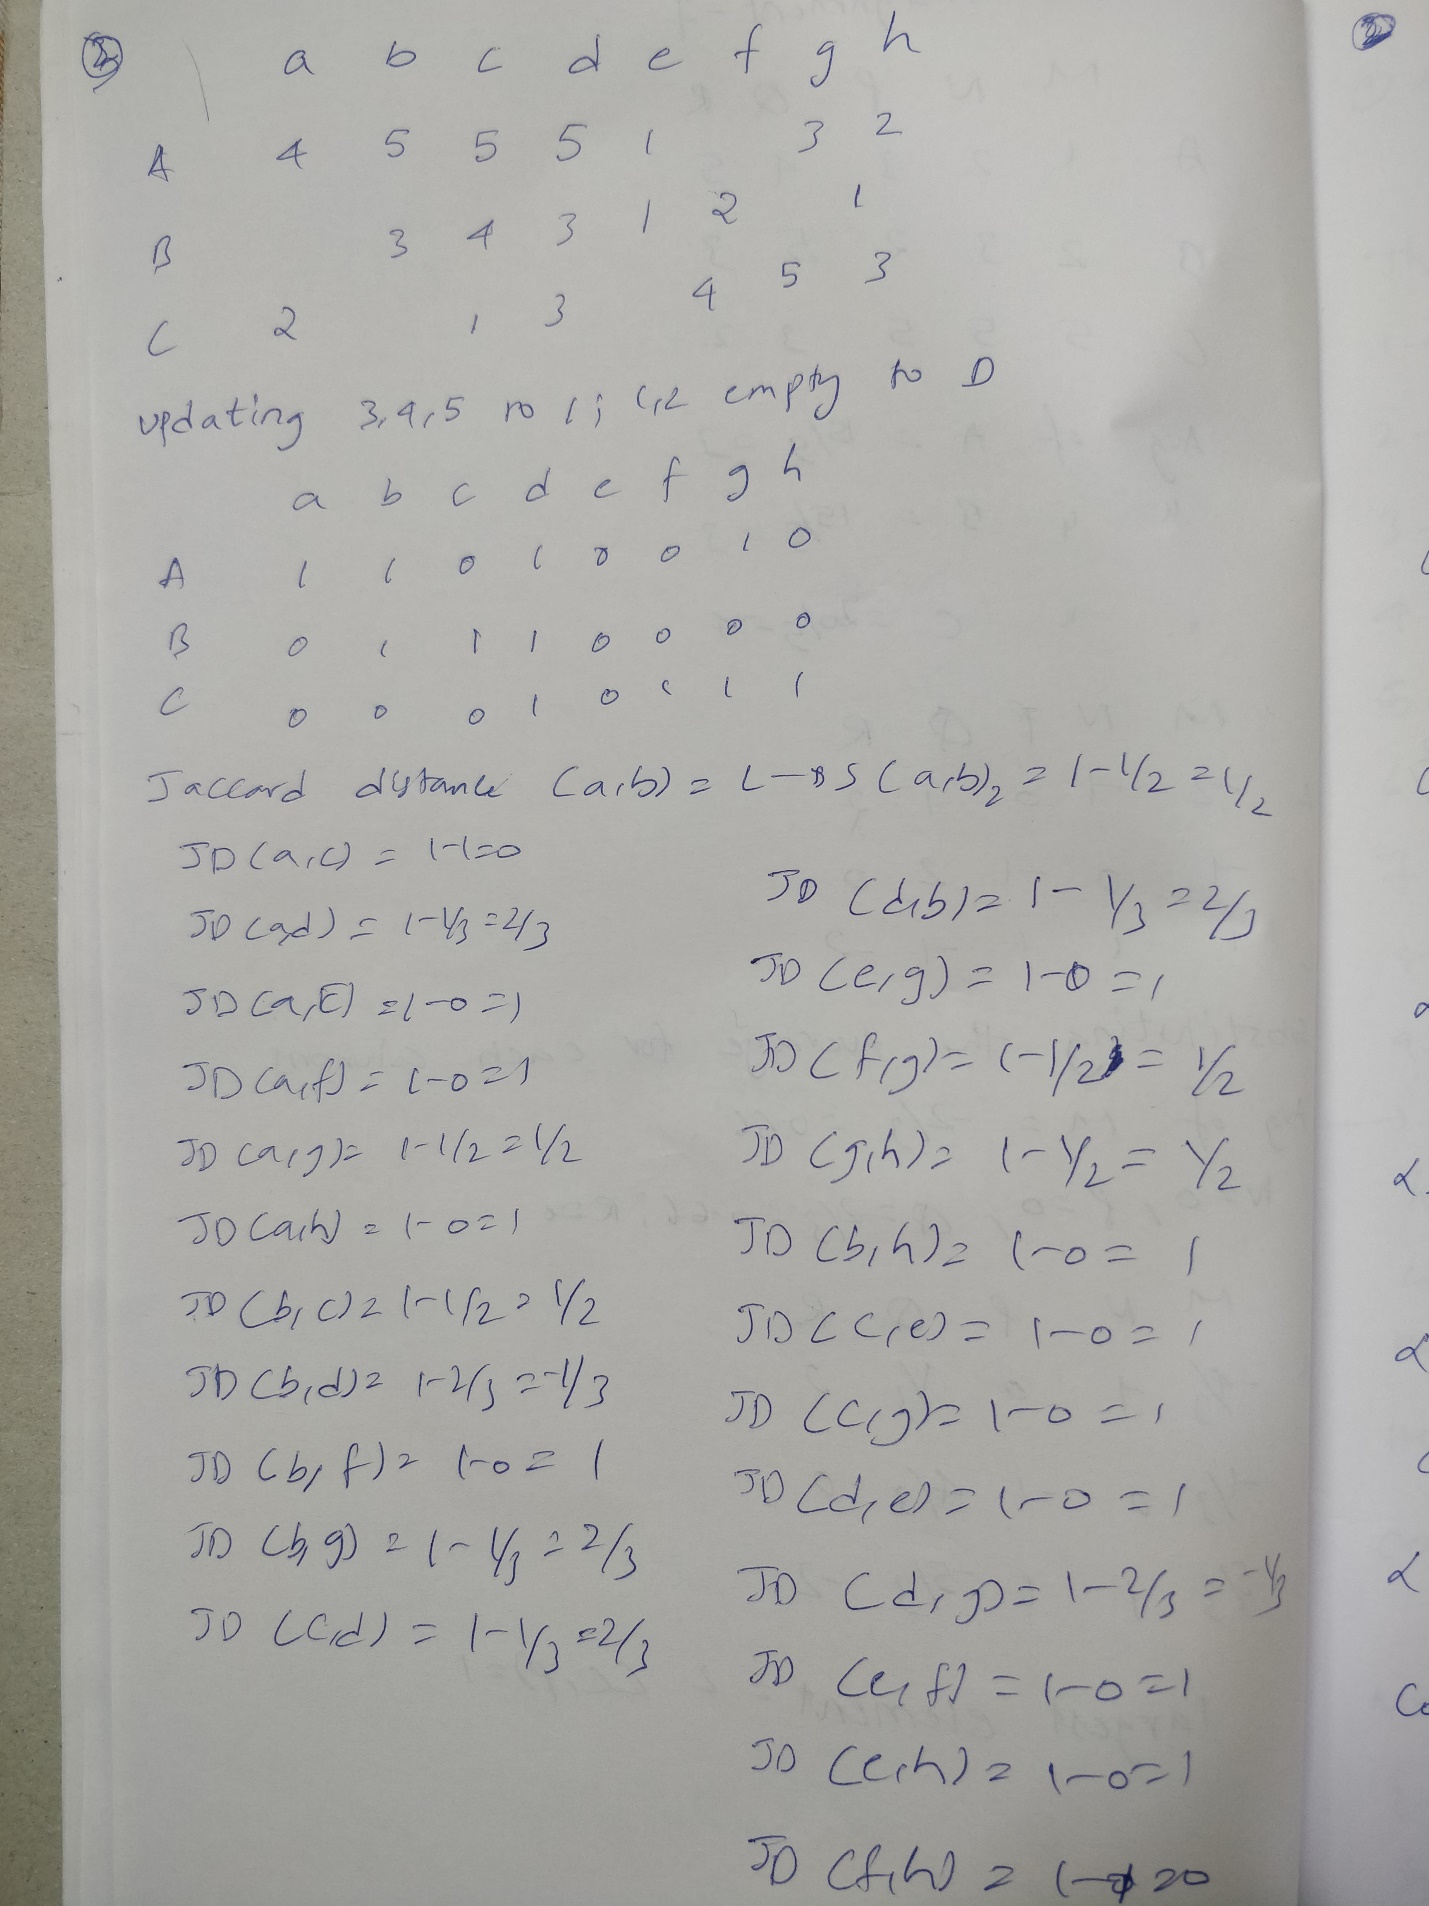 a b c d e f g h
A 4 5 5 5 1 3 2
B 3 4 3 1 2 1
C 2 1 3 4 5 3
updating 3,4,5 to 1; 1,2 empty to D
a b c d e f g h
A 1 1 0 1 0 0 1 0
B 0 1 1 1 0 0 0 0
C 0 0 0 1 0 1 1 1
Jaccard distance (a,b) = 1-JS (a,b), = 1-1/2 = 1/2
JD (a,c) = 1-1=0
JD (a,d) = 1-1/3 = 2/3
JD (a,E) = 1-0 = 1
JD (a,f) = 1-0 = 1
JD (a,g) = 1-1/2 = 1/2
JD (a,h) = 1-0 = 1
JD (b,c) = 1-1/2 = 1/2
JD (b,d) = 1-2/3 = -1/3
JD (b,f) = 1-0 = 1
JD (b,g) = 1-1/3 = 2/3
JD (c,d) = 1-1/3 = 2/3
JD (d,b) = 1-1/3 = 2/3
JD (e,g) = 1-0 = 1
JD (f,g) = 1-1/2 = 1/2
JD (g,h) = 1-1/2 = 1/2
JD (b,h) = 1-0 = 1
JD (c,e) = 1-0 = 1
JD (c,g) = 1-0 = 1
JD (d,e) = 1-0 = 1
JD (d,g) = 1-2/3 = -1/3
JD (e,f) = 1-0 = 1
JD (e,h) = 1-0 = 1
JD (f,h) = 1-1 = 0